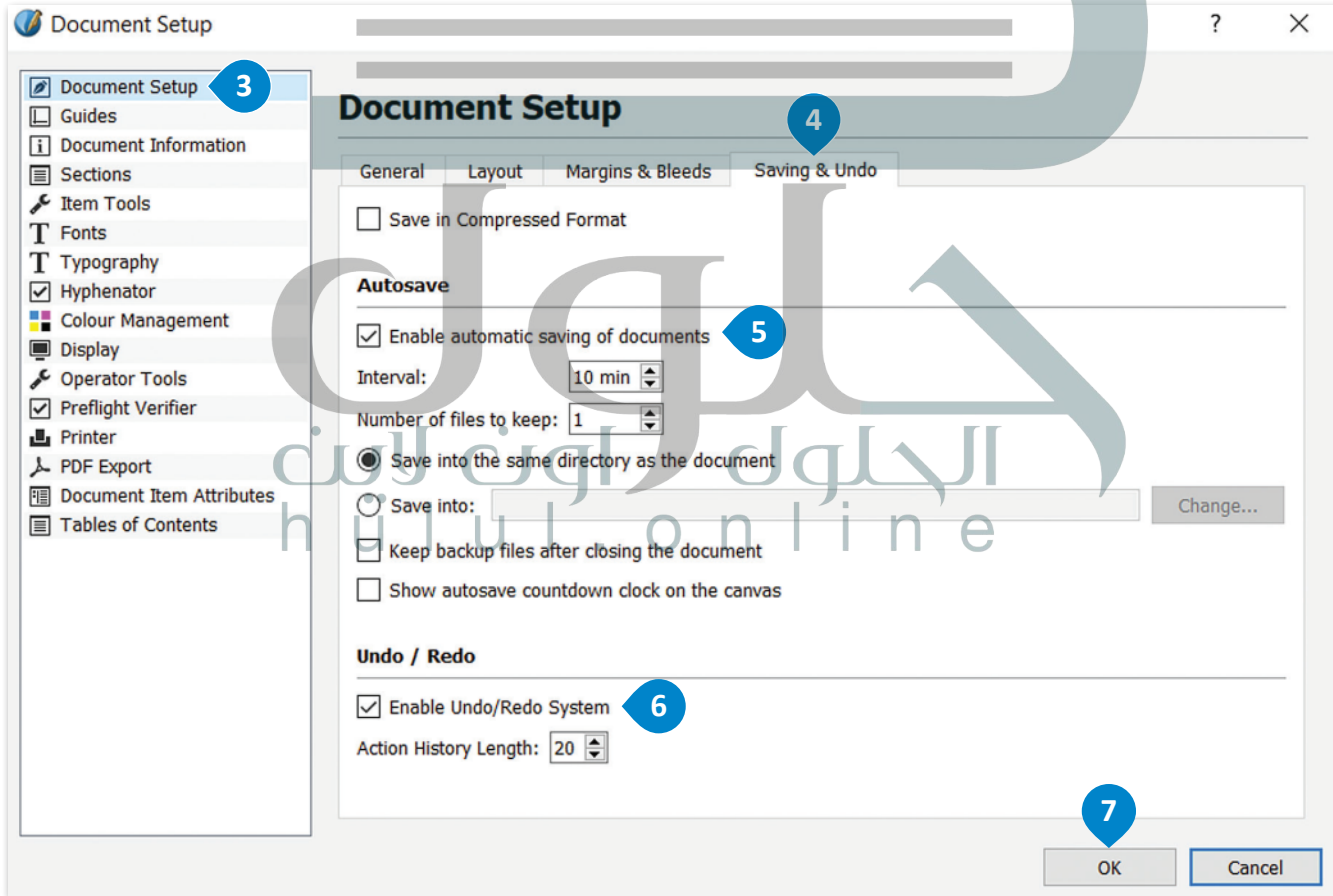 Document Setup
?
Document Setup 3
Guides
Document Information
Sections
Item Tools
Fonts
Typography
Hyphenator
Colour Management
Display
Operator Tools
Preflight Verifier
Printer
PDF Export
Document Item Attributes
Tables of Contents
Document Setup
4
General Layout Margins & Bleeds Saving & Undo
Save in Compressed Format
Autosave
Enable automatic saving of documents 5
Interval: 10 min
Number of files to keep: 1
Save into the same directory as the document
Save into: Change...
Keep backup files after closing the document
Show autosave countdown clock on the canvas
Undo / Redo
Enable Undo/Redo System 6
Action History Length: 20
7
OK Cancel
حلول
الحلول اون لاين
hulul.online